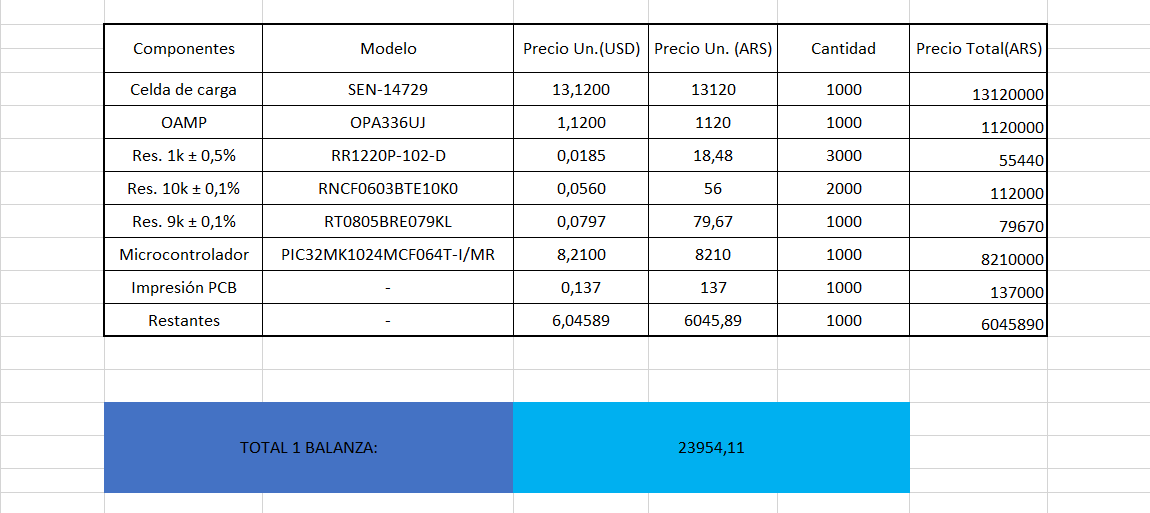 Componentes Modelo Precio Un.(USD) Precio Un. (ARS) Cantidad Precio Total(ARS)
Celda de carga SEN-14729 13,1200 13120 1000 13120000
OAMP OPA336UJ 1,1200 1120 1000 1120000
Res. 1k ± 0,5% RR1220P-102-D 0,0185 18,48 3000 55440
Res. 10k ± 0,1% RNCF0603BTE10K0 0,0560 56 2000 112000
Res. 9k ± 0,1% RT0805BRE079KL 0,0797 79,67 1000 79670
Microcontrolador PIC32MK1024MCF064T-I/MR 8,2100 8210 1000 8210000
Impresión PCB - 0,137 137 1000 137000
Restantes - 6,04589 6045,89 1000 6045890
TOTAL 1 BALANZA: 23954,11